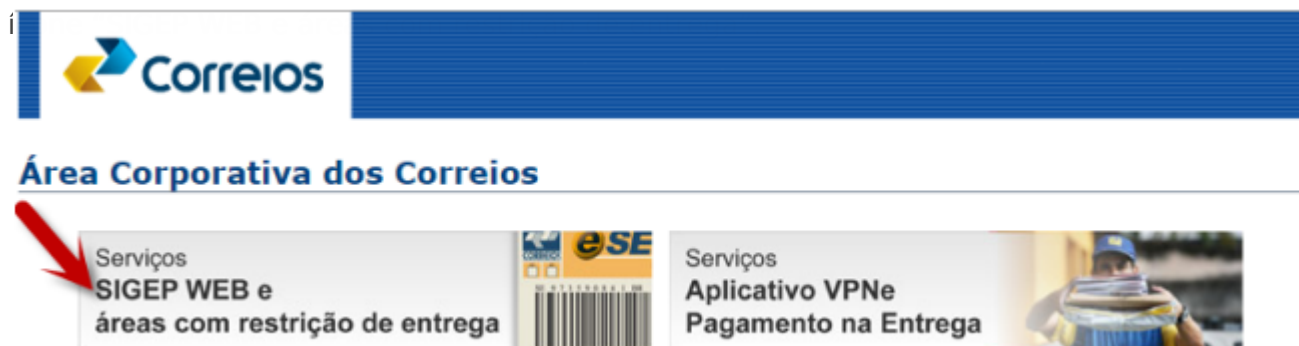 í
Correios
Área Corporativa dos Correios
Serviços
SIGEP WEB e
áreas com restrição de entrega
CORREIOS
eSE
Serviços
Aplicativo VPNe
Pagamento na Entrega